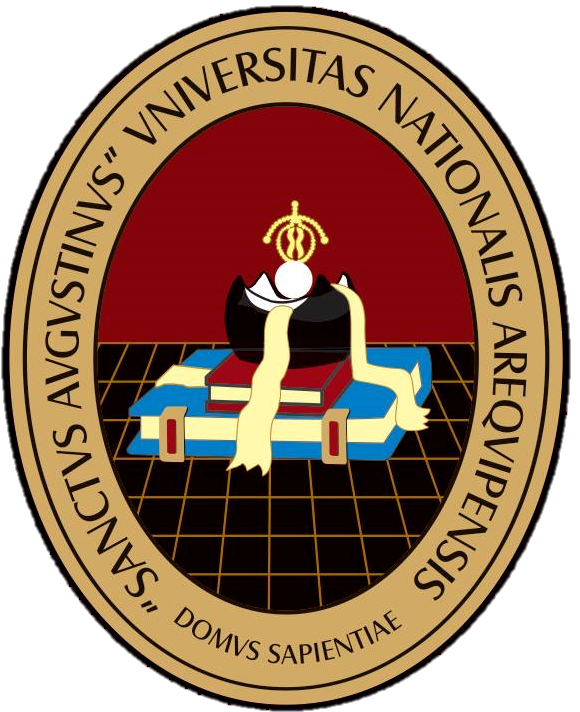 "SANCTVS AVGVSTINVS" VNIVERSITAS NATIONALIS AREQVIPENSIS
DOMVS SAPIENTIAE